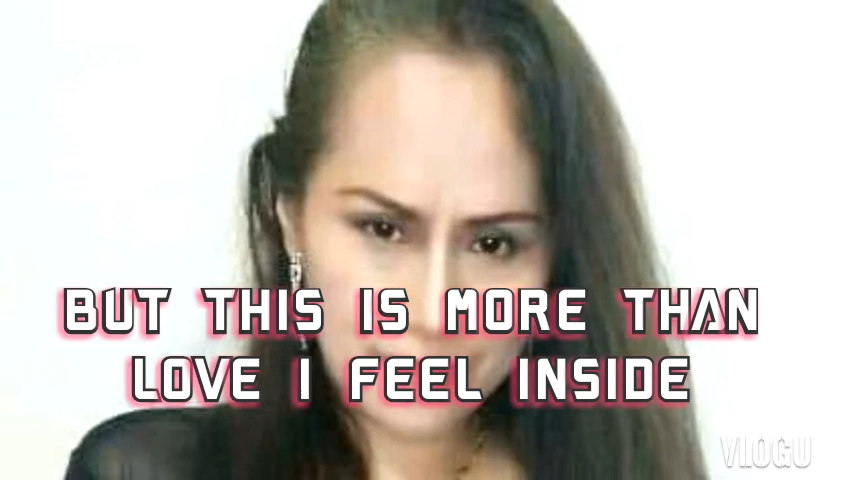 BUT THIS IS MORE THAN
LOVE I FEEL INSIDE
VLOGU